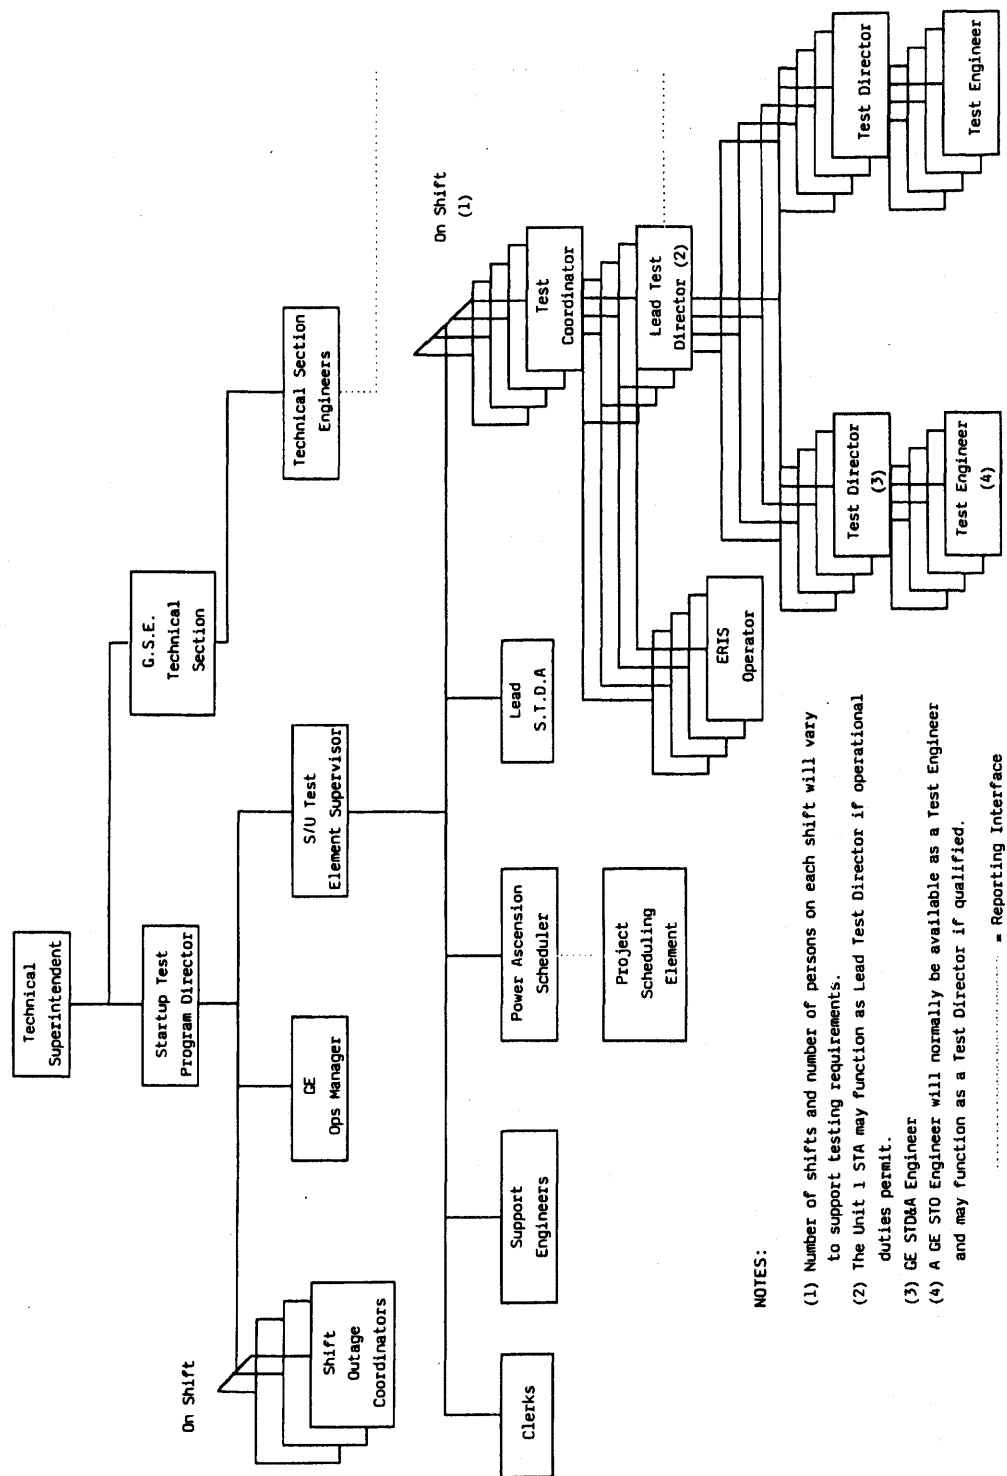 Technical
Superintendent
Startup Test
Program Director
G.S.E.
Technical
Section
Technical Section
Engineers
On Shift
Shift
Outage
Coordinators
GE
Ops Manager
S/U Test
Element Supervisor
Clerks
Support
Engineers
Power Ascension
Scheduler
Project
Scheduling
Element
Lead
S.T.D.A
On Shift
(1)
Test
Coordinator
Lead Test
Director (2)
ERIS
Operator
Test Director
(3)
Test Director
Test Engineer
(4)
Test Engineer
NOTES:
(1) Number of shifts and number of persons on each shift will vary
to support testing requirements.
(2) The Unit 1 STA may function as Lead Test Director if operational
duties permit.
(3) GE STD&A Engineer
(4) A GE STO Engineer will normally be available as a Test Engineer
and may function as a Test Director if qualified.
= Reporting Interface